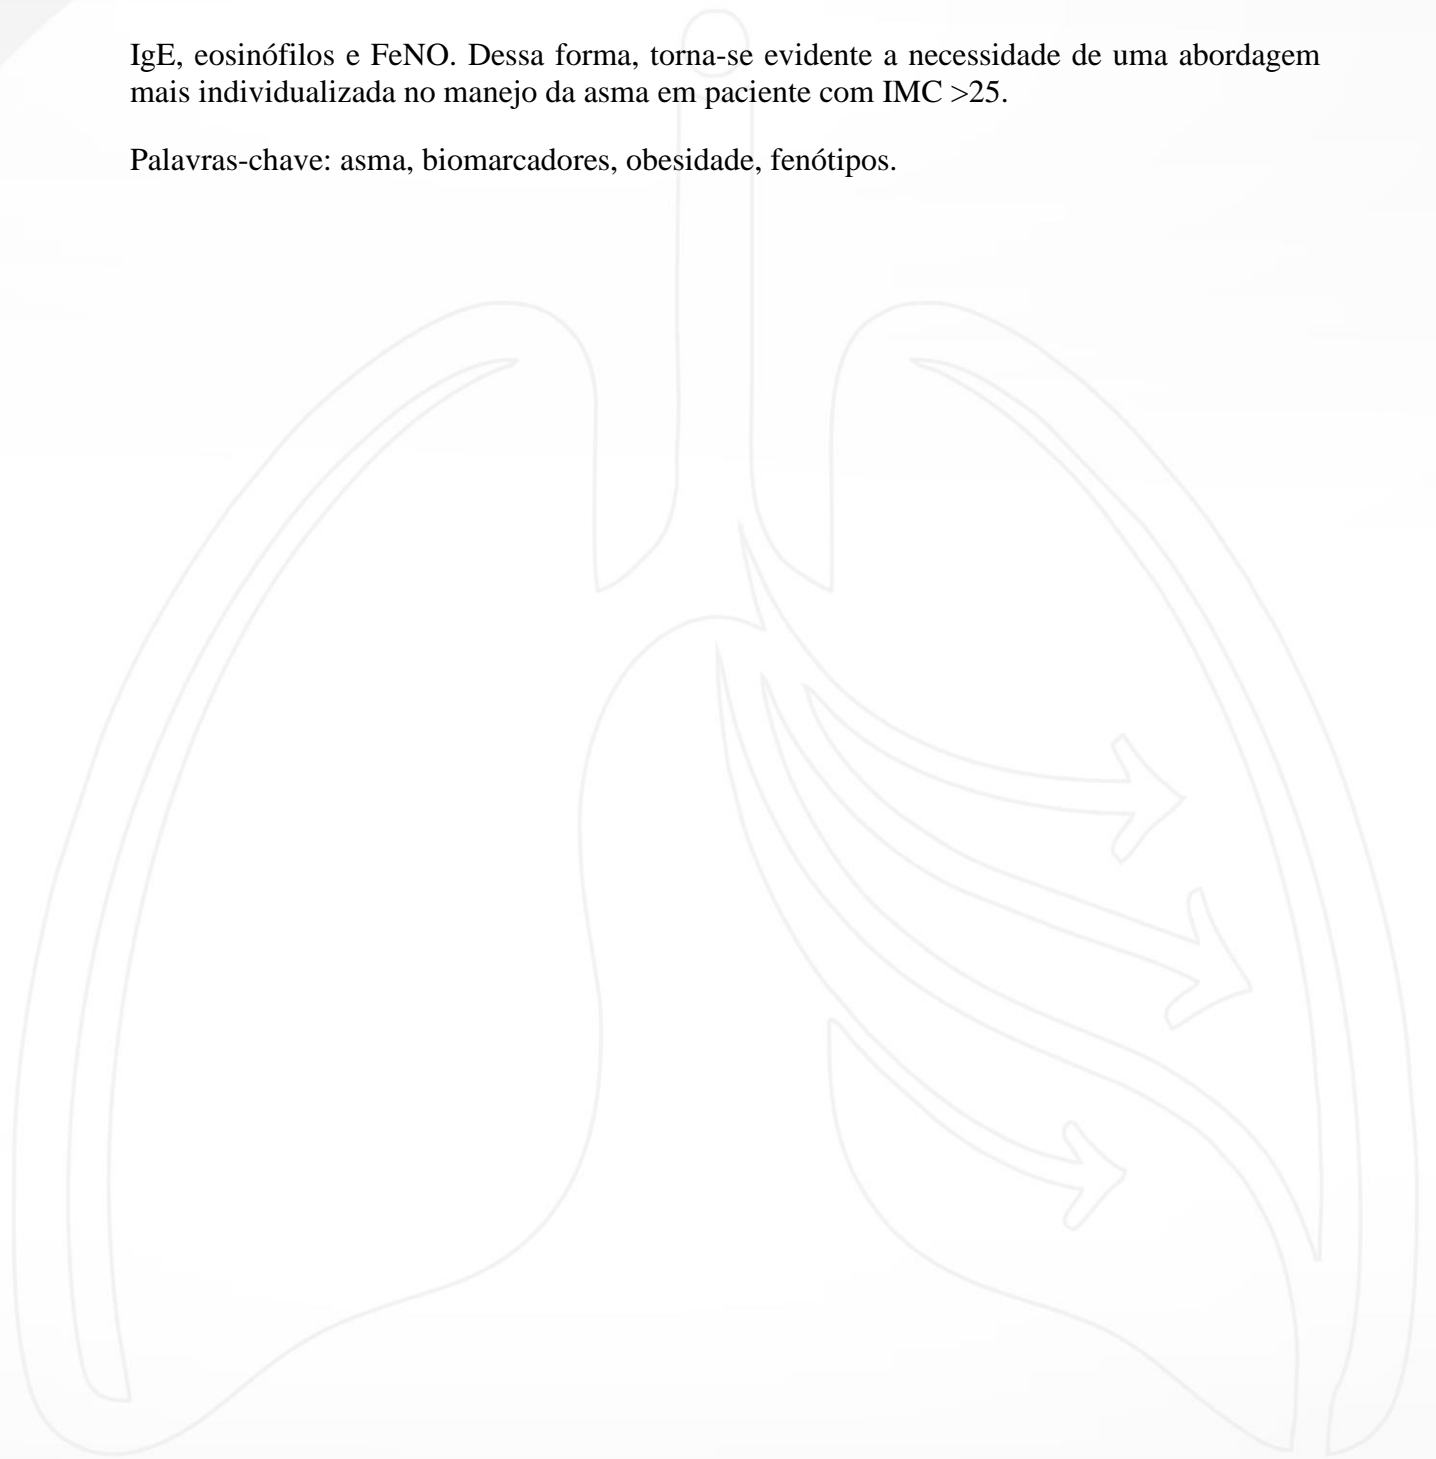 IgE, eosinófilos e FeNO. Dessa forma, torna-se evidente a necessidade de uma abordagem
mais individualizada no manejo da asma em paciente com IMC >25.
Palavras-chave: asma, biomarcadores, obesidade, fenótipos.